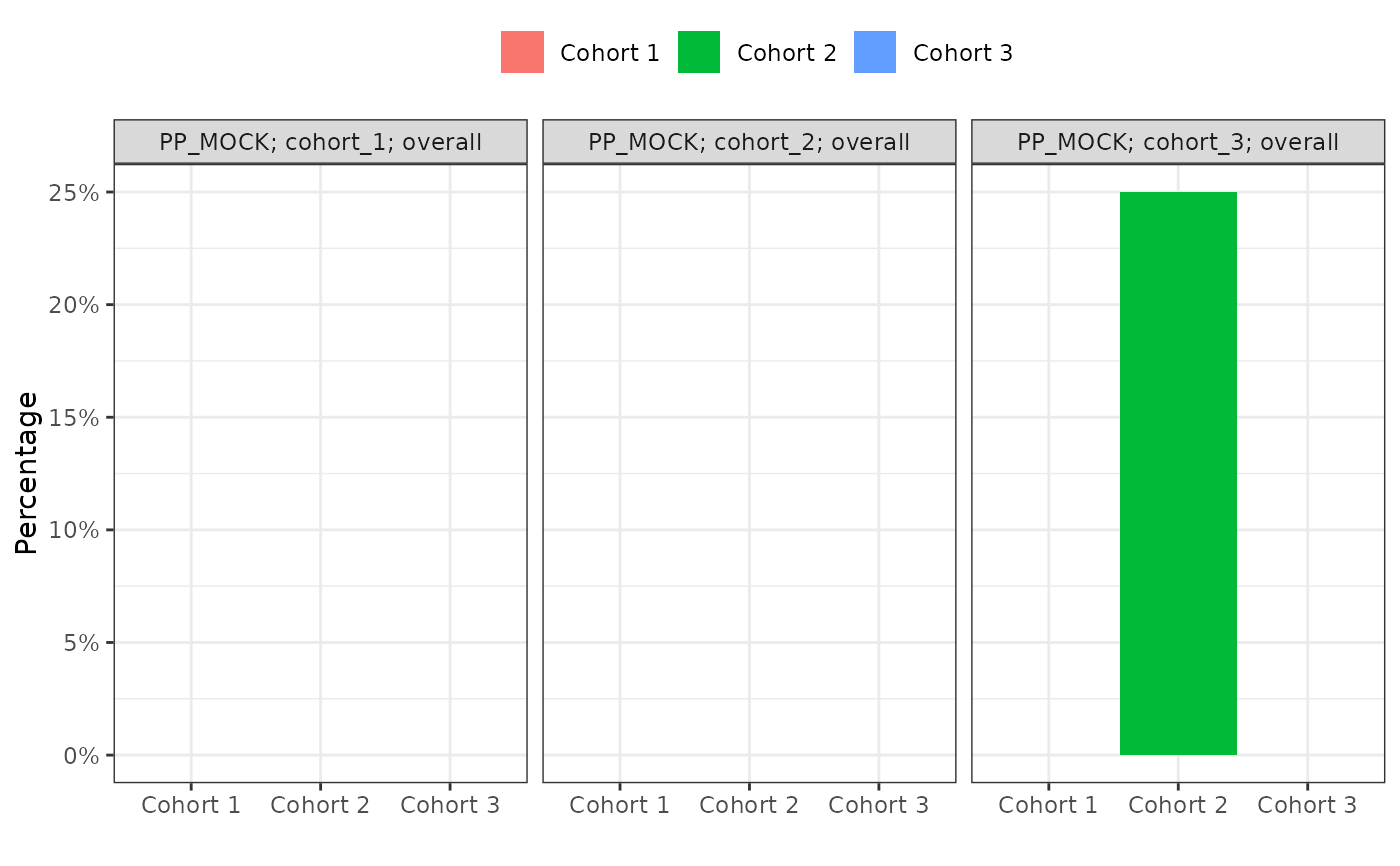 Cohort 1 Cohort 2 Cohort 3
PP_MOCK; cohort_1; overall PP_MOCK; cohort_2; overall PP_MOCK; cohort_3; overall
Percentage
25%
20%
15%
10%
5%
0%
Cohort 1 Cohort 2 Cohort 3 Cohort 1 Cohort 2 Cohort 3 Cohort 1 Cohort 2 Cohort 3